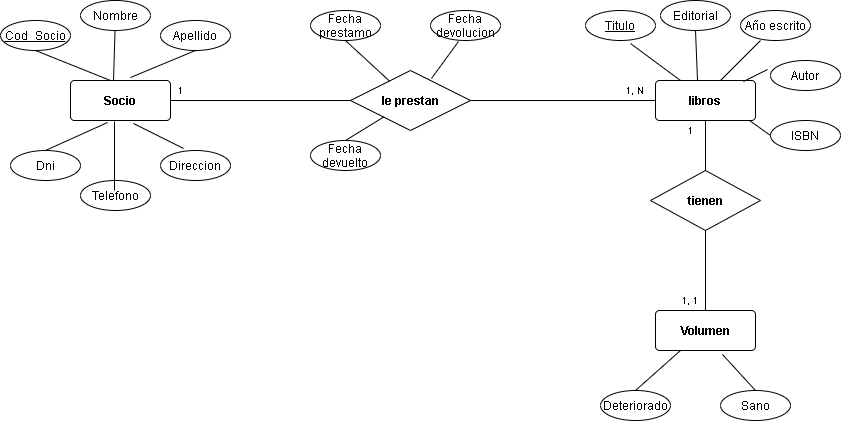 Nombre
Cod_Socio
Apellido
Fecha
prestamo
Fecha
devolucion
Titulo
Editorial
Año escrito
Autor
Socio
1
le prestan
1, N
libros
1
ISBN
Dni
Direccion
Telefono
Fecha
devuelto
tienen
1, 1
Volumen
Deteriorado
Sano